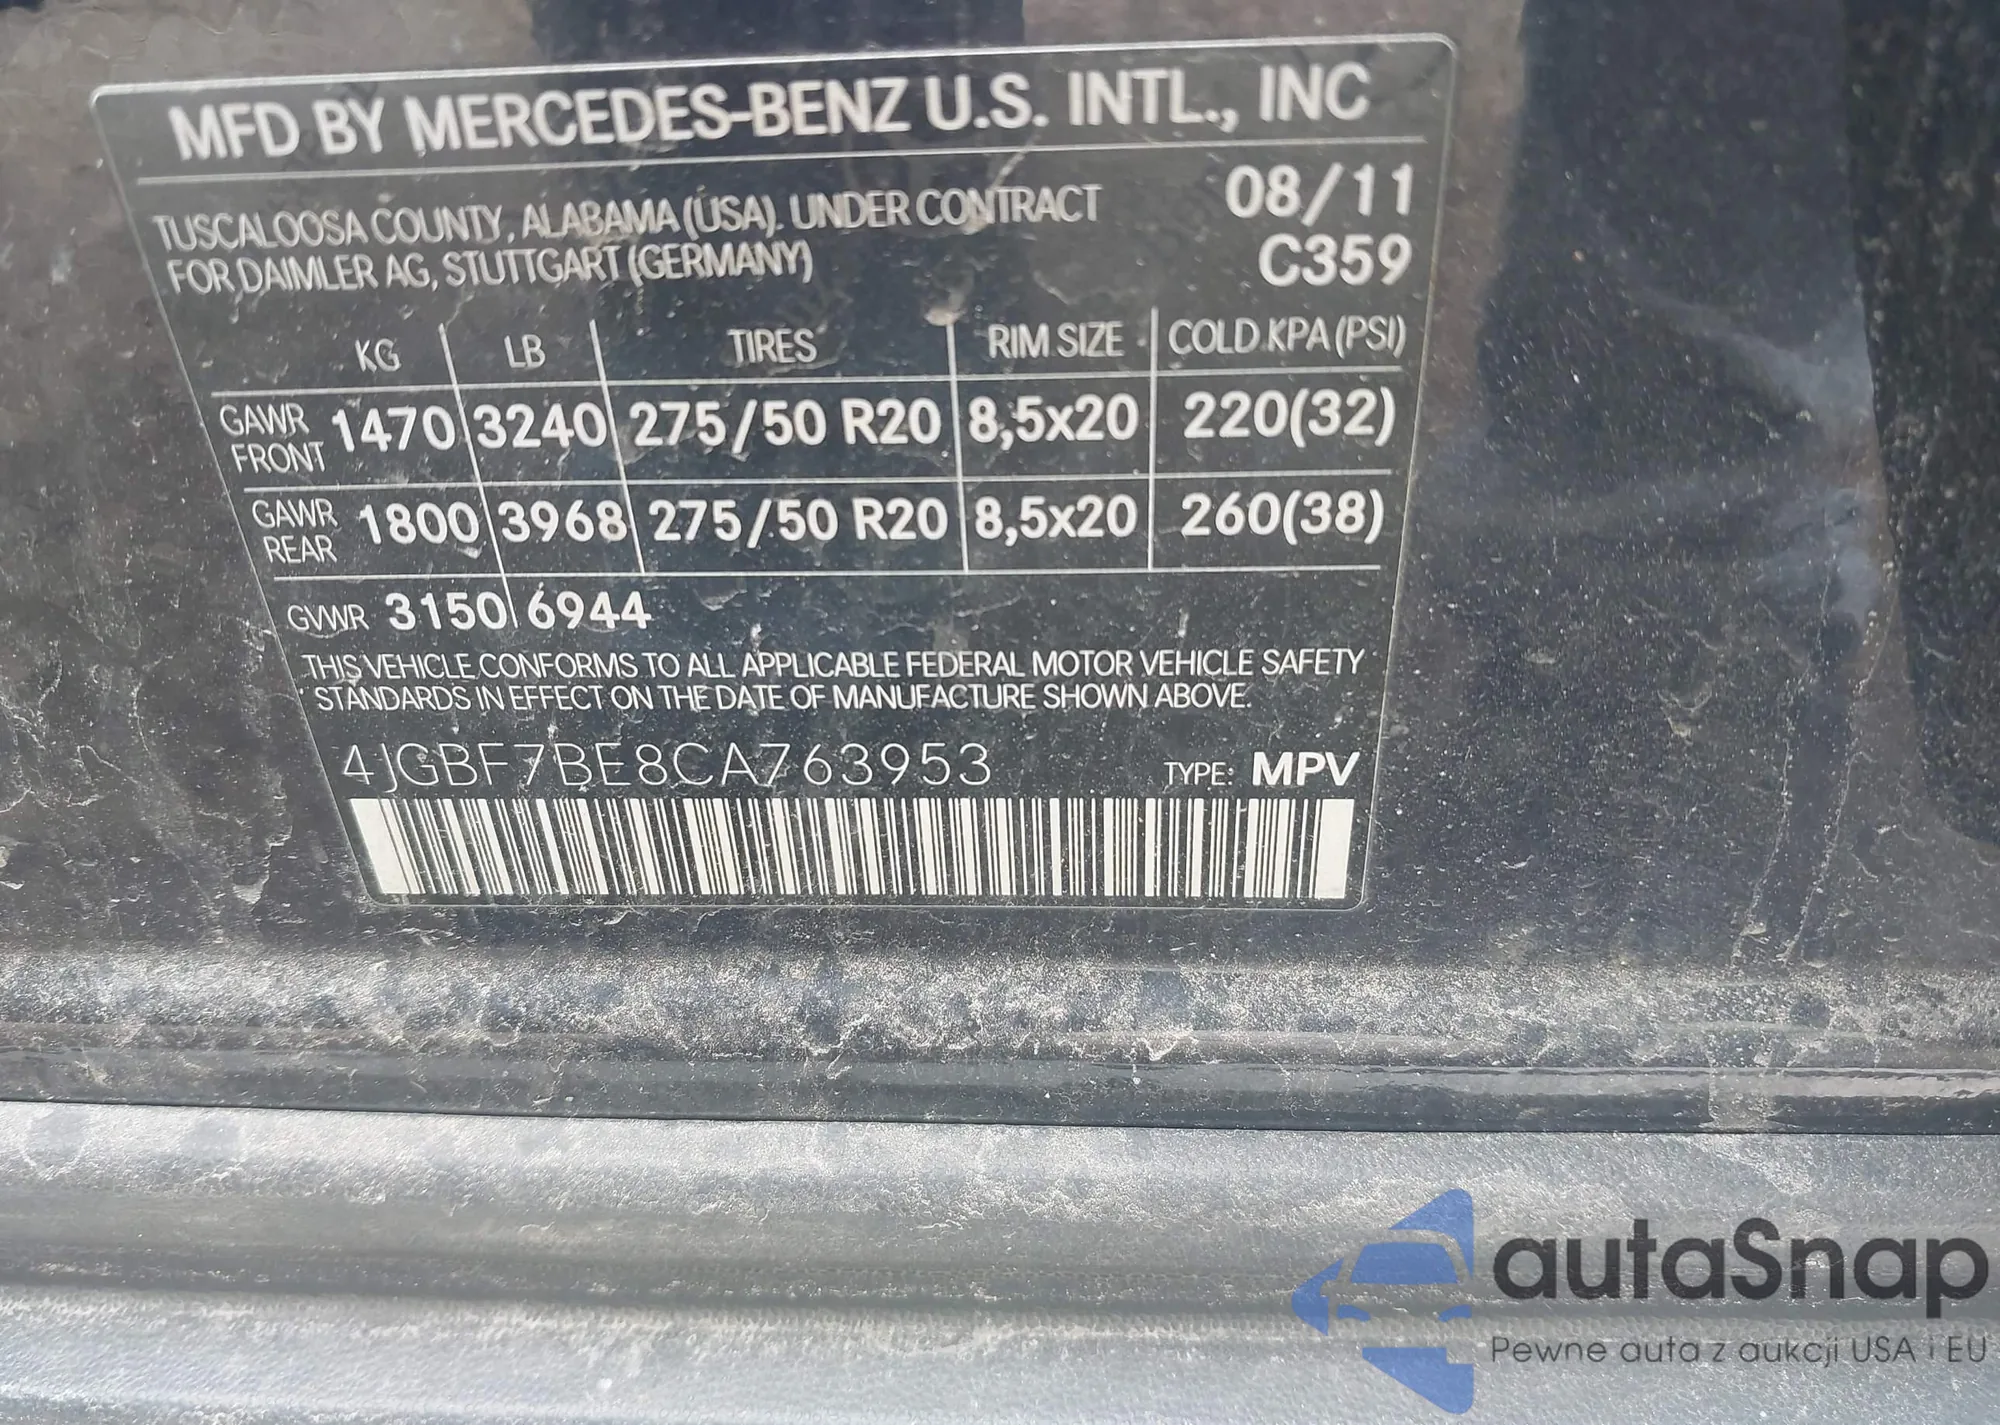 MFD BY MERCEDES-BENZ U.S. INTL., INC
TUSCALOOSA COUNTY, ALABAMA (USA). UNDER CONTRACT
FOR DAIMLER AG, STUTTGART (GERMANY)
08/11
C359
KG LB TIRES RIM SIZE COLD KPA (PSI)
GAWR FRONT 1470 3240 275/50 R20 8,5x20 220(32)
GAWR REAR 1800 3968 275/50 R20 8,5x20 260(38)
GVWR 3150 6944
THIS VEHICLE CONFORMS TO ALL APPLICABLE FEDERAL MOTOR VEHICLE SAFETY
STANDARDS IN EFFECT ON THE DATE OF MANUFACTURE SHOWN ABOVE.
4JGBF7BE8CA763953 TYPE: MPV
autaSnap
Pewne auta z aukcji USA i EU